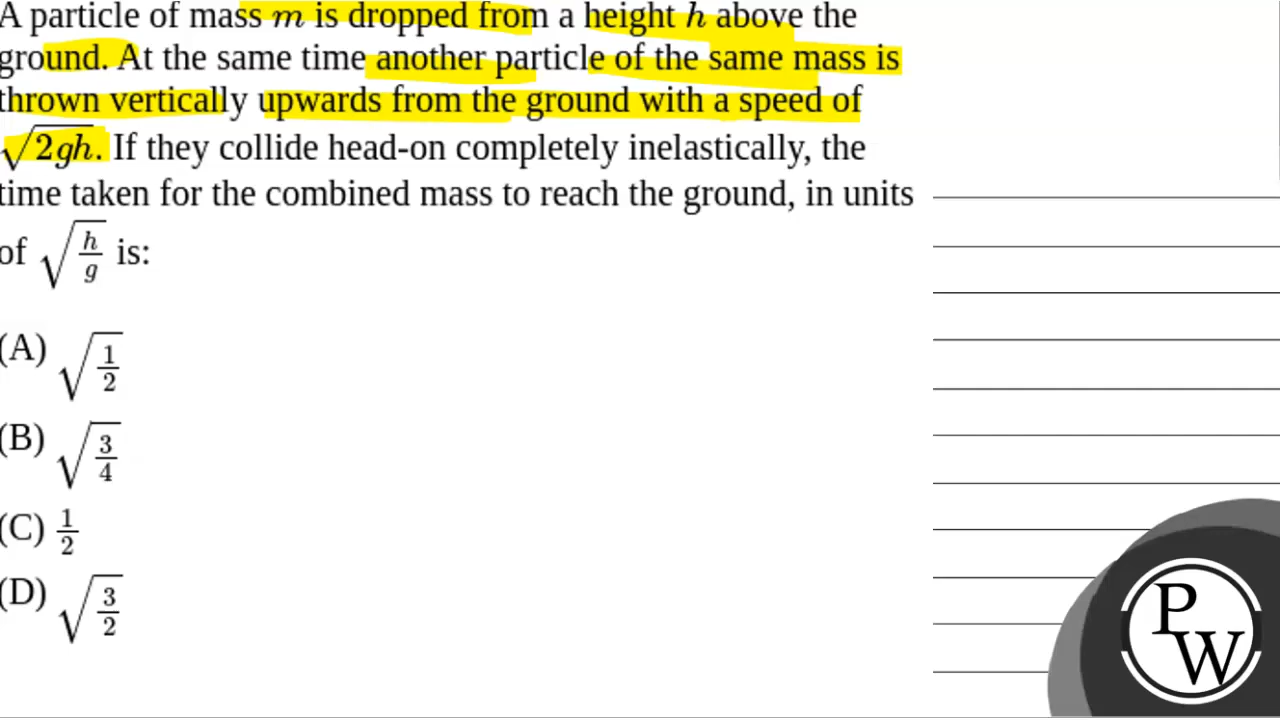 A particle of mass m is dropped from a height h above the
ground. At the same time another particle of the same mass is
thrown vertically upwards from the ground with a speed of
√2gh. If they collide head-on completely inelastically, the
time taken for the combined mass to reach the ground, in units
of √(h/g) is:
(A) √(1/2)
(B) √(3/4)
(C) 1/2
(D) √(3/2)
PW